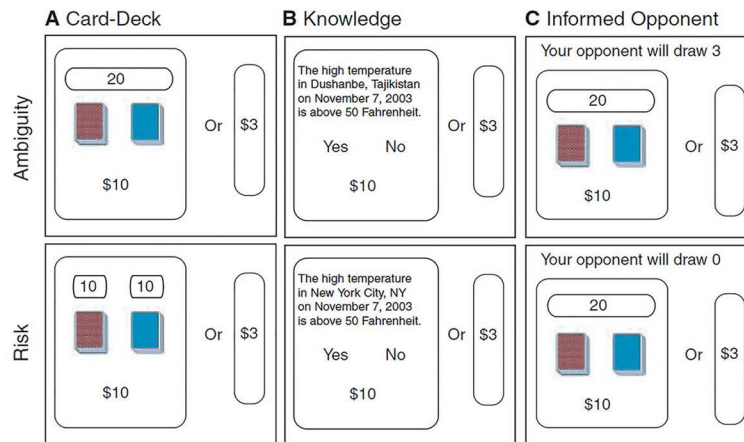 A Card-Deck
B Knowledge
C Informed Opponent
Ambiguity
20
$10
Or
$3
The high temperature
in Dushanbe, Tajikistan
on November 7, 2003
is above 50 Fahrenheit.
Yes No
$10
Or
$3
Your opponent will draw 3
20
$10
Or
$3
Risk
10 10
$10
Or
$3
The high temperature
in New York City, NY
on November 7, 2003
is above 50 Fahrenheit.
Yes No
$10
Or
$3
Your opponent will draw 0
20
$10
Or
$3